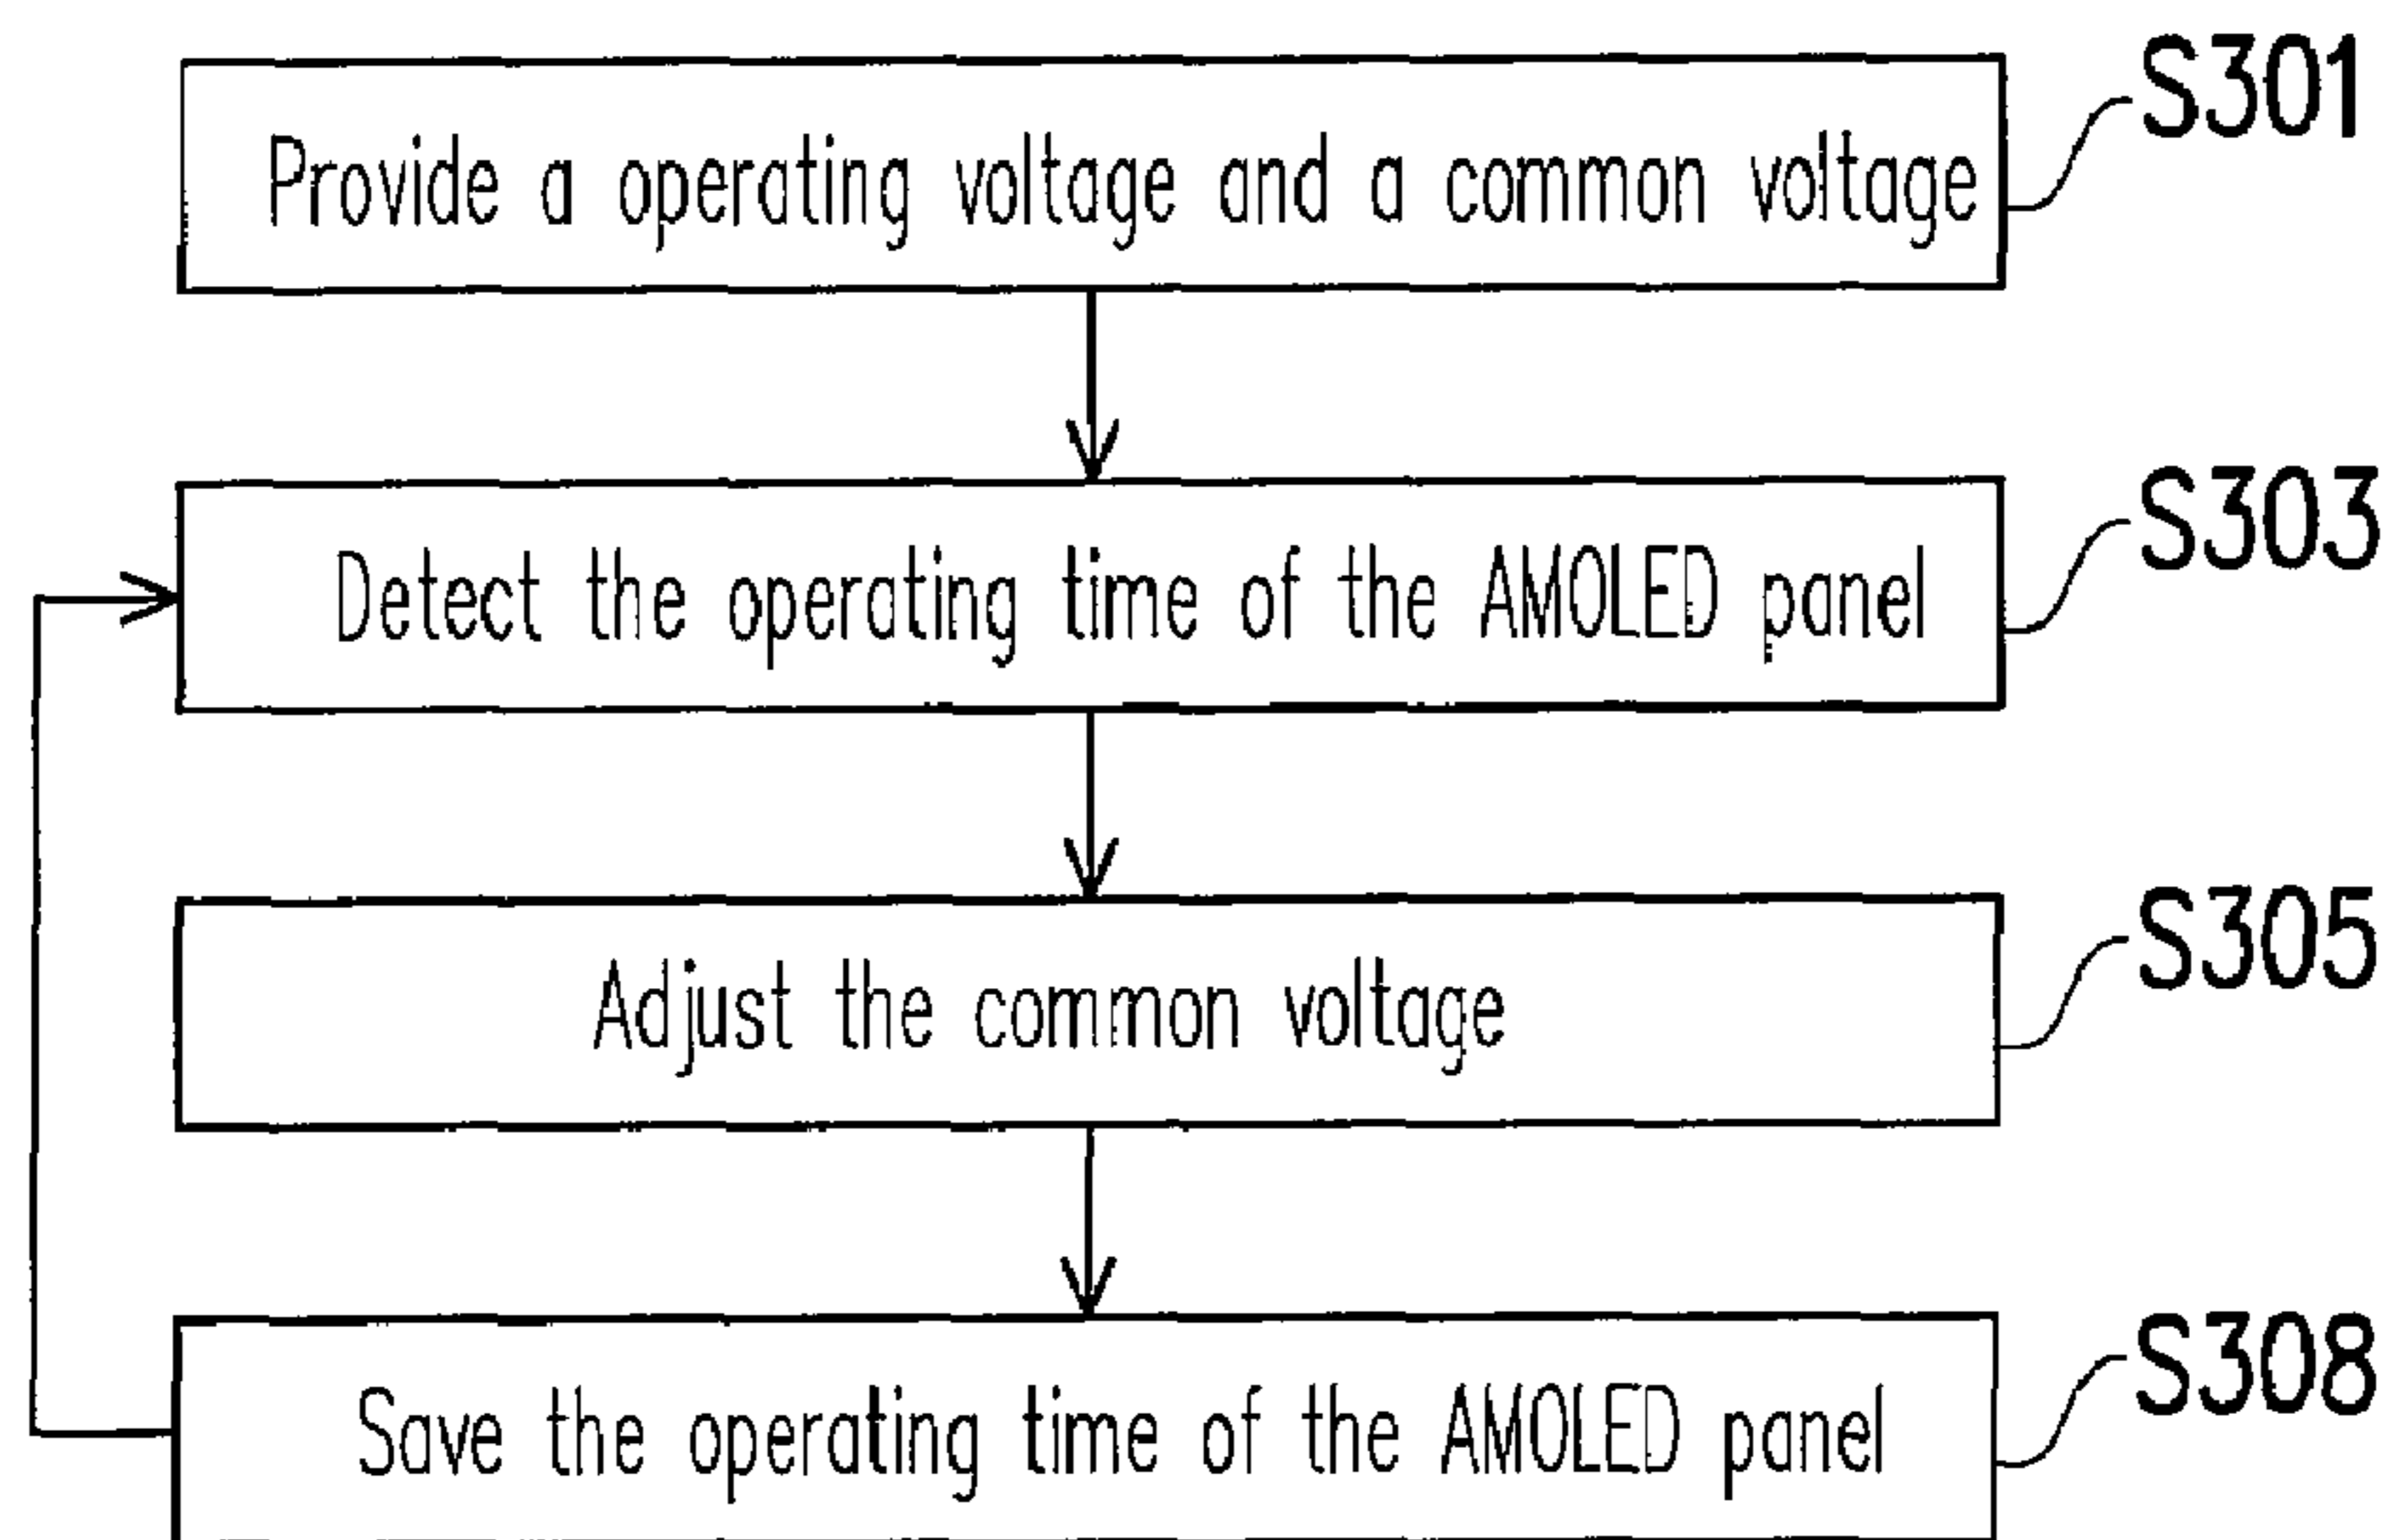 S301
Provide a operating voltage and a common voltage
S303
Detect the operating time of the AMOLED panel
S305
Adjust the common voltage
S308
Save the operating time of the AMOLED panel